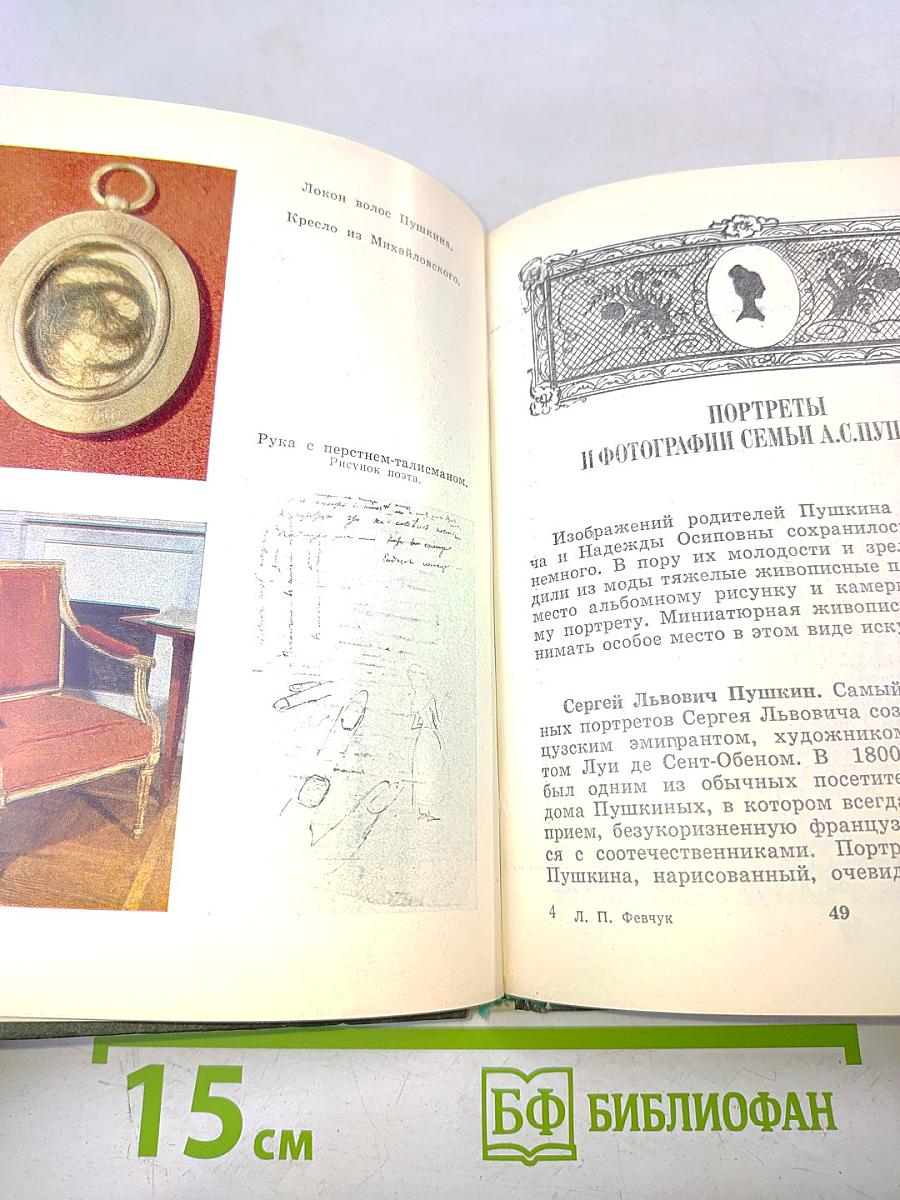 Локон волос Пушкина.
Кресло из Михайловского.
Рука с перстнем-талисманом.
Рисунок поэта.
ПОРТРЕТЫ
И ФОТОГРАФИИ СЕМЬИ А.С.ПУШ
Изображений родителей Пушкина
ча и Надежды Осиповны сохранилос
немного. В пору их молодости и зрел
дили из моды тяжелые живописные п
место альбомному рисунку и камер
му портрету. Миниатюрная живопис
нимать особое место в этом виде иску
Сергей Львович Пушкин. Самый
ных портретов Сергея Львовича соз
цузским эмигрантом, художником
том Луи де Сент-Обеном. В 1800
был одним из обычных посетите
дома Пушкиных, в котором всегда
прием, безукоризненную француз
ся с соотечественниками. Портр
Пушкина, нарисованный, очевид
4 Л. П. Февчук 49
15 см
БФ БИБЛИОФАН